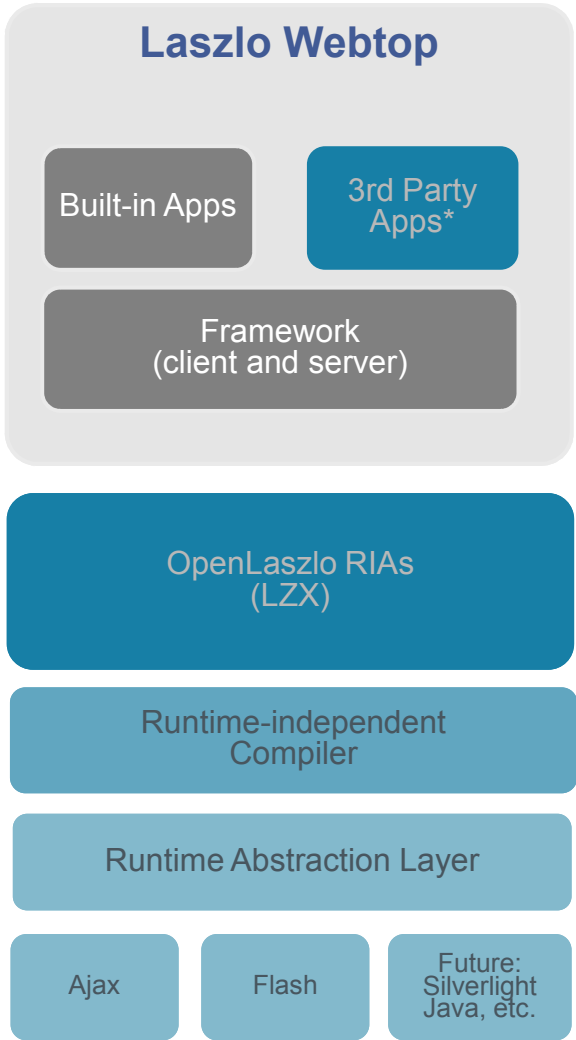 Laszlo Webtop
Built-in Apps
3rd Party
Apps*
Framework
(client and server)
OpenLaszlo RIAs
(LZX)
Runtime-independent
Compiler
Runtime Abstraction Layer
Ajax
Flash
Future:
Silverlight
Java, etc.